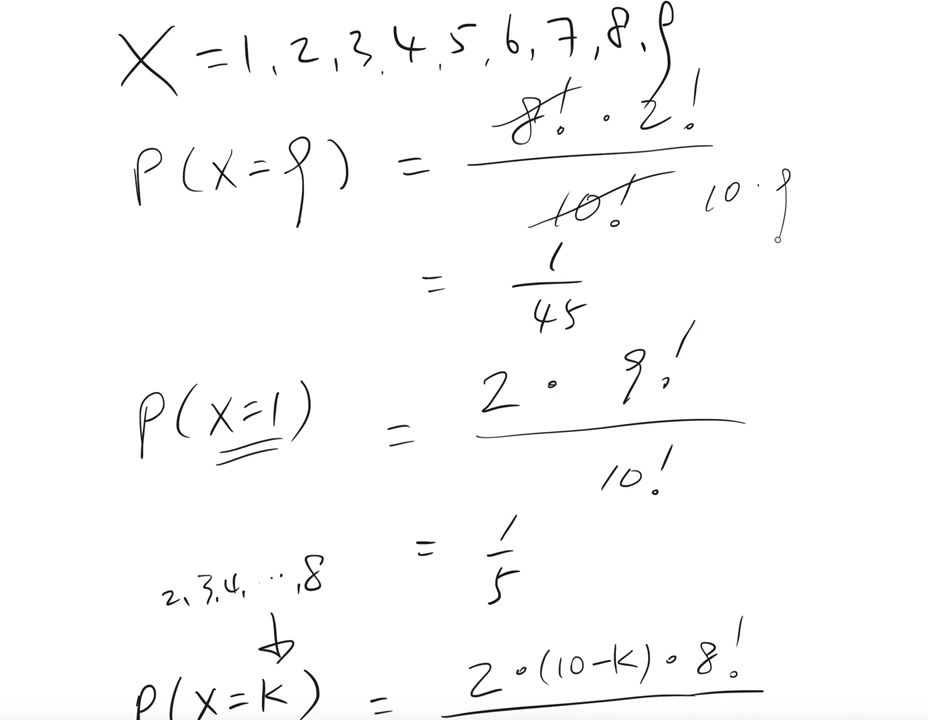 X = 1, 2, 3, 4, 5, 6, 7, 8, 9
P(X=9) = 8! · 2! / 10! 10 · 9
= 1 / 45
P(X=1) = 2 · 9! / 10!
= 1 / 5
2, 3, 4, ..., 8
↓
P(X=K) = 2 · (10-K) · 8!